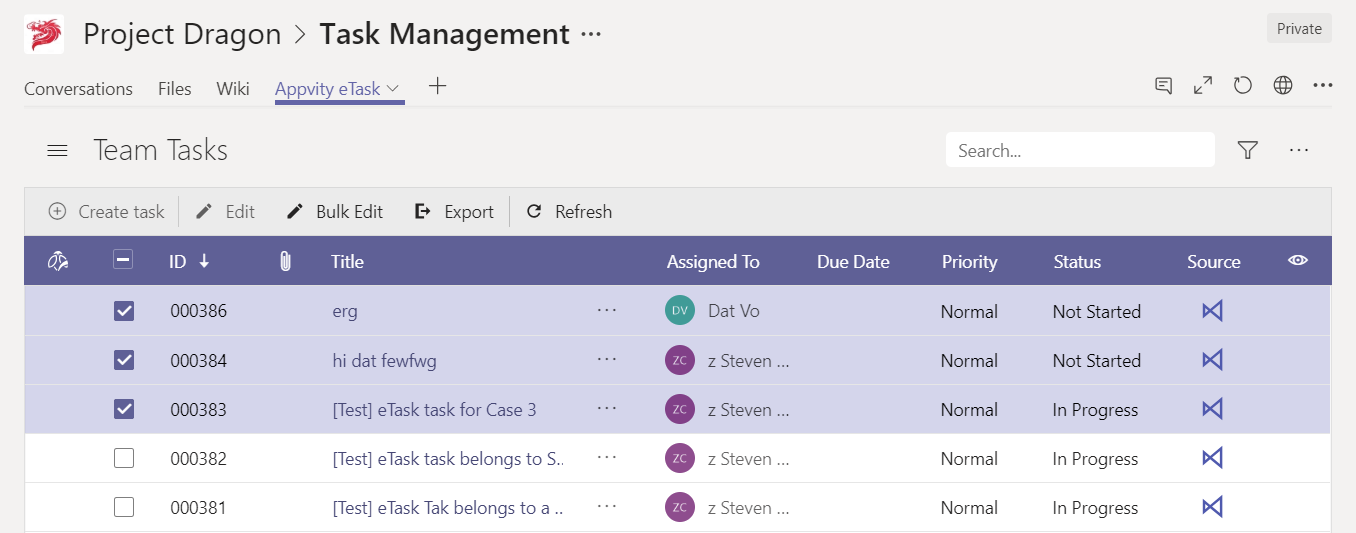 Project Dragon > Task Management ···
Private
Conversations Files Wiki Appvity eTask
Team Tasks
Search...
Create task Edit Bulk Edit Export Refresh
ID Title Assigned To Due Date Priority Status Source
000386 erg ··· DV Dat Vo Normal Not Started
000384 hi dat fewfwg ··· ZC z Steven ... Normal Not Started
000383 [Test] eTask task for Case 3 ··· ZC z Steven ... Normal In Progress
000382 [Test] eTask task belongs to S.. ··· ZC z Steven ... Normal In Progress
000381 [Test] eTask Tak belongs to a .. ··· ZC z Steven ... Normal In Progress